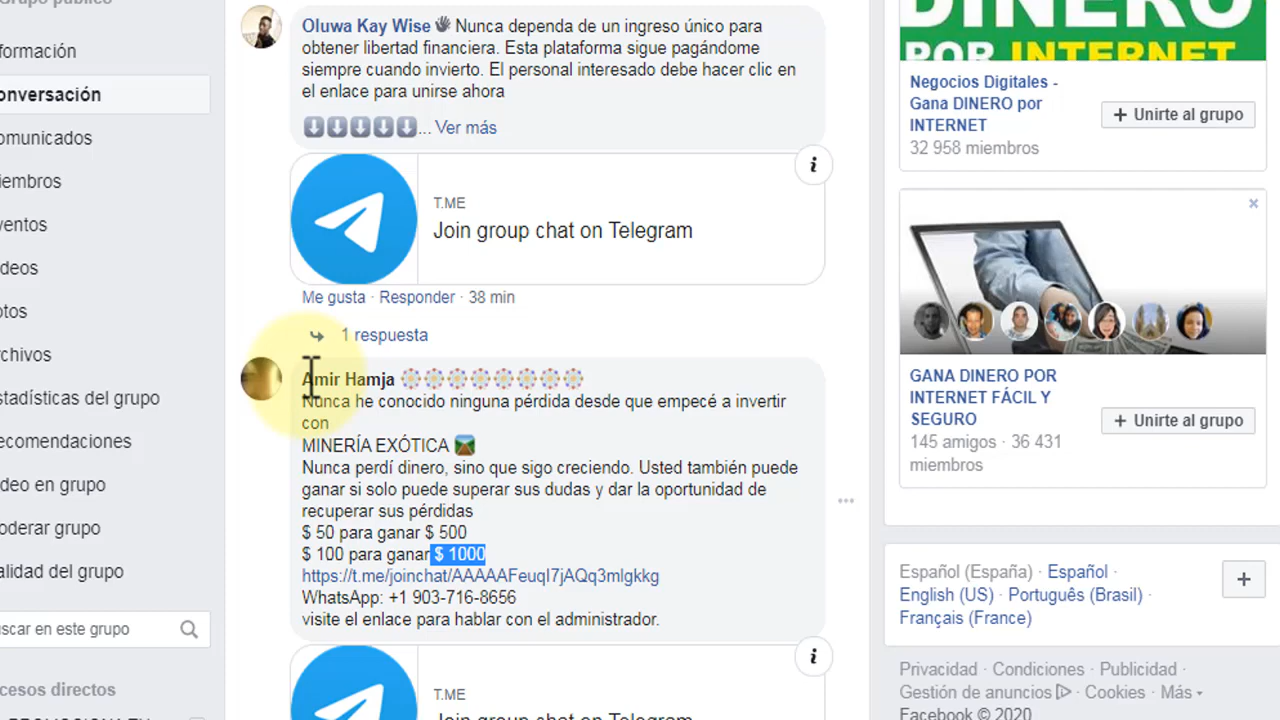 Grupo público
formación
onversación
omunicados
iembros
ventos
deos
otos
rchivos
stadísticas del grupo
ecomendaciones
deo en grupo
oderar grupo
alidad del grupo
uscar en este grupo
cesos directos
Oluwa Kay Wise Nunca dependa de un ingreso único para
obtener libertad financiera. Esta plataforma sigue pagándome
siempre cuando invierto. El personal interesado debe hacer clic en
el enlace para unirse ahora
⬇⬇⬇⬇⬇... Ver más
T.ME
Join group chat on Telegram
Me gusta · Responder · 38 min
1 respuesta
Amir Hamja
Nunca he conocido ninguna pérdida desde que empecé a invertir
con
MINERÍA EXÓTICA
Nunca perdí dinero, sino que sigo creciendo. Usted también puede
ganar si solo puede superar sus dudas y dar la oportunidad de
recuperar sus pérdidas
$ 50 para ganar $ 500
$ 100 para ganar $ 1000
https://t.me/joinchat/AAAAAFeuqI7jAQq3mlgkkg
WhatsApp: +1 903-716-8656
visite el enlace para hablar con el administrador.
T.ME
Join group chat on Telegram
DINERO
POR INTERNET
Negocios Digitales -
Gana DINERO por
INTERNET
32 958 miembros
+ Unirte al grupo
GANA DINERO POR
INTERNET FÁCIL Y
SEGURO
145 amigos · 36 431
miembros
+ Unirte al grupo
Español (España) · Español ·
English (US) · Português (Brasil) ·
Français (France)
Privacidad · Condiciones · Publicidad ·
Gestión de anuncios · Cookies · Más
Facebook © 2020